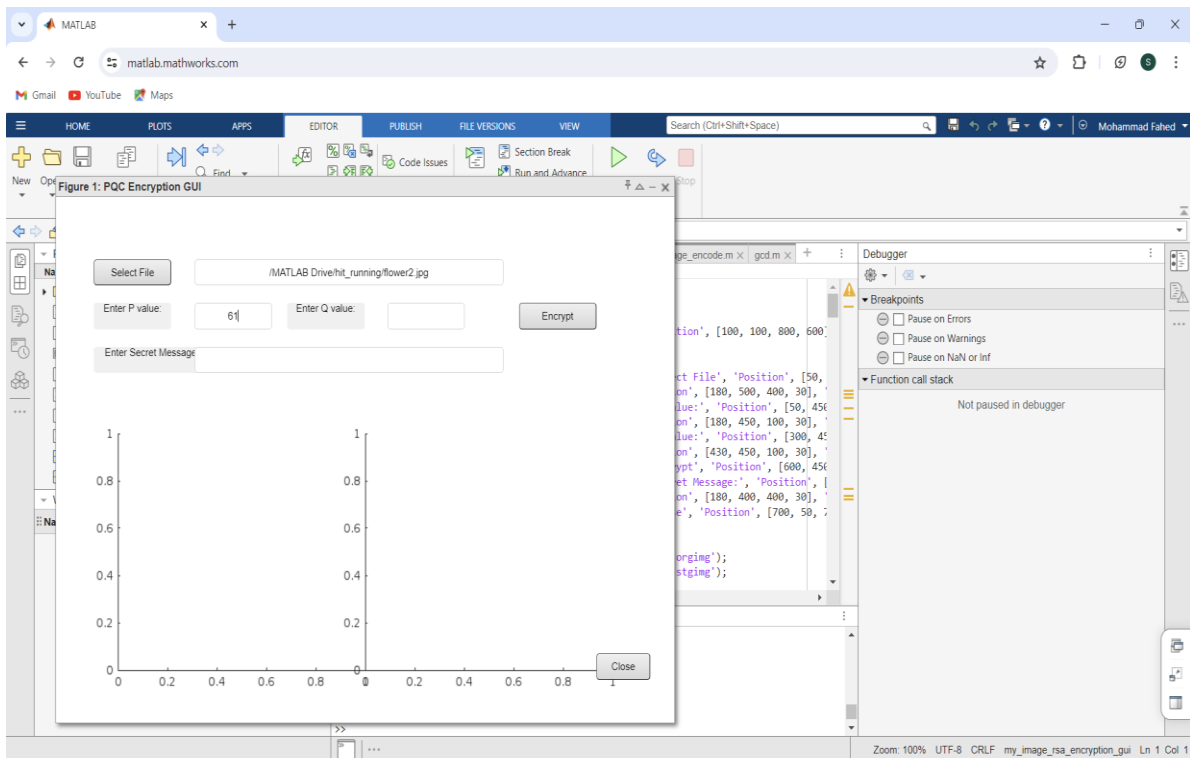 MATLAB
matlab.mathworks.com
Gmail YouTube Maps
HOME PLOTS APPS EDITOR PUBLISH FILE VERSIONS VIEW Search (Ctrl+Shift+Space) Mohammad Fahed
New Find Code Issues Section Break
Run and Advance Stop
Figure 1: PQC Encryption GUI
age_encode.m gcd.m Debugger
Select File /MATLAB Drive/hit_running/flower2.jpg
Na
Breakpoints
Enter P value: 61 Enter Q value: Encrypt
Pause on Errors
tion', [100, 100, 800, 600]
Pause on Warnings
Enter Secret Message
Pause on NaN or Inf
ct File', 'Position', [50,
Function call stack
on', [180, 500, 400, 30], '
lue:', 'Position', [50, 450
Not paused in debugger
on', [180, 450, 100, 30], '
lue:', 'Position', [300, 45
on', [430, 450, 100, 30], '
ypt', 'Position', [600, 450
et Message:', 'Position', [
on', [180, 400, 400, 30], '
e', 'Position', [700, 50, 7
orgimg');
stgimg');
1 1
0.8 0.8
0.6 0.6
0.4 0.4
0.2 0.2
0 0
0 0.2 0.4 0.6 0.8 0 0.2 0.4 0.6 0.8 1
Close
Na
>>
Zoom: 100% UTF-8 CRLF my_image_rsa_encryption_gui Ln 1 Col 1